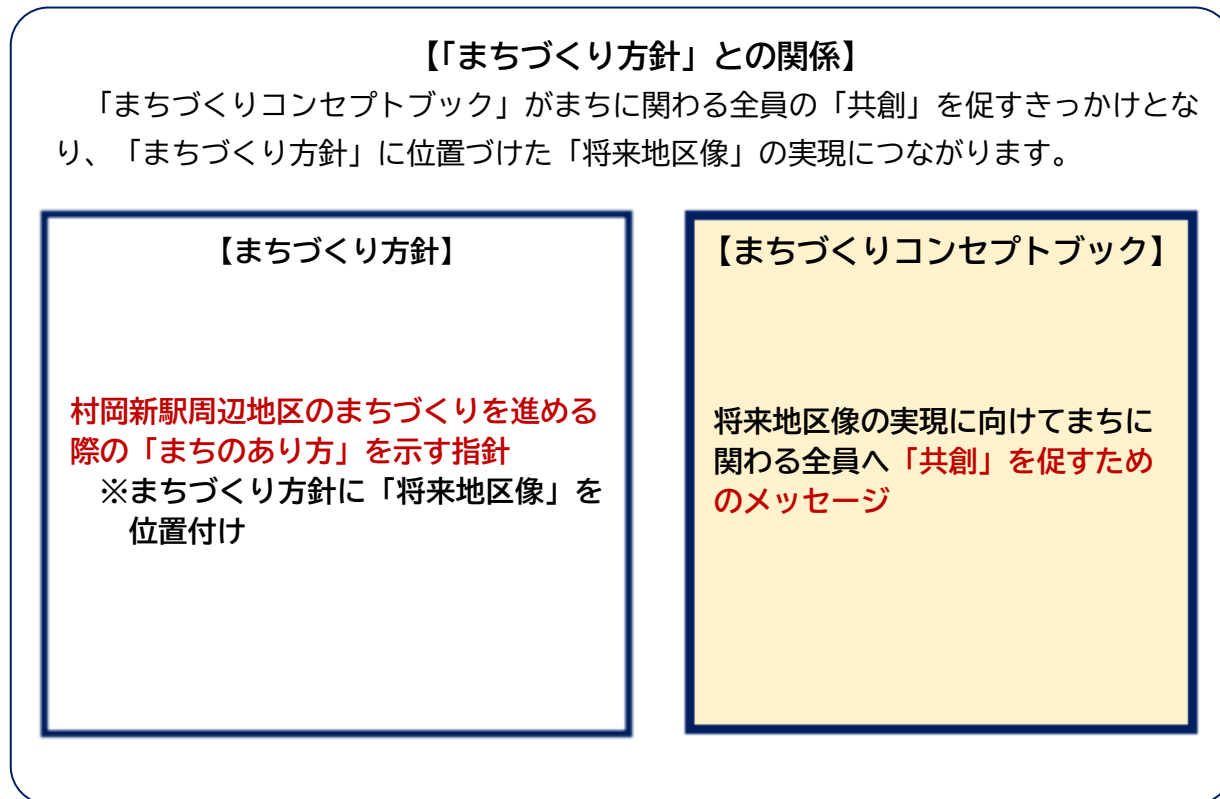 【「まちづくり方針」との関係】
「まちづくりコンセプトブック」がまちに関わる全員の「共創」を促すきっかけとな
り、「まちづくり方針」に位置づけた「将来地区像」の実現につながります。
【まちづくり方針】
村岡新駅周辺地区のまちづくりを進める
際の「まちのあり方」を示す指針
※まちづくり方針に「将来地区像」を
位置付け
【まちづくりコンセプトブック】
将来地区像の実現に向けてまちに
関わる全員へ「共創」を促すため
のメッセージ